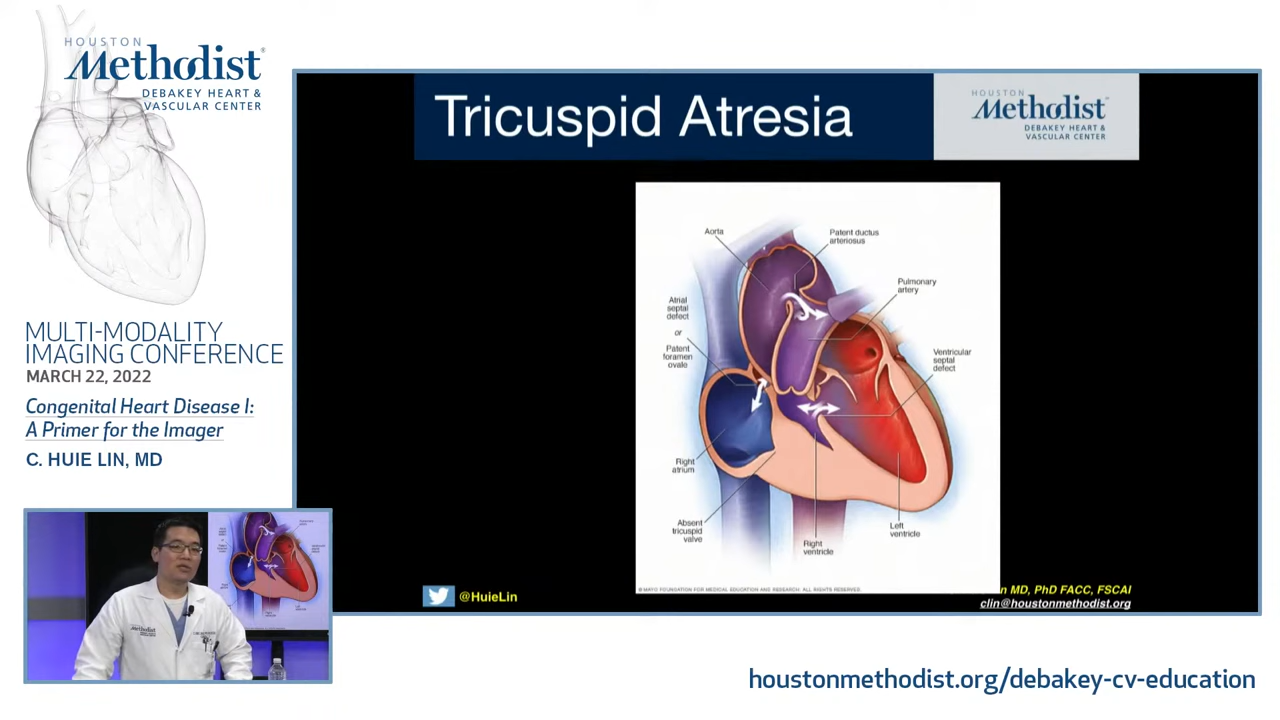 HOUSTON
Methodist
DEBAKEY HEART &
VASCULAR CENTER
MULTI-MODALITY
IMAGING CONFERENCE
MARCH 22, 2022
Congenital Heart Disease I:
A Primer for the Imager
C. HUIE LIN, MD
Tricuspid Atresia
HOUSTON
Methodist
DEBAKEY HEART &
VASCULAR CENTER
Aorta
Patent ductus
arteriosus
Pulmonary
artery
Atrial
septal
defect
or
Patent
foramen
ovale
Ventricular
septal
defect
Right
atrium
Absent
tricuspid
valve
Right
ventricle
Left
ventricle
© MAYO FOUNDATION FOR MEDICAL EDUCATION AND RESEARCH. ALL RIGHTS RESERVED.
@HuieLin
n MD, PhD FACC, FSCAI
clin@houstonmethodist.org
Methodist
houstonmethodist.org/debakey-cv-education